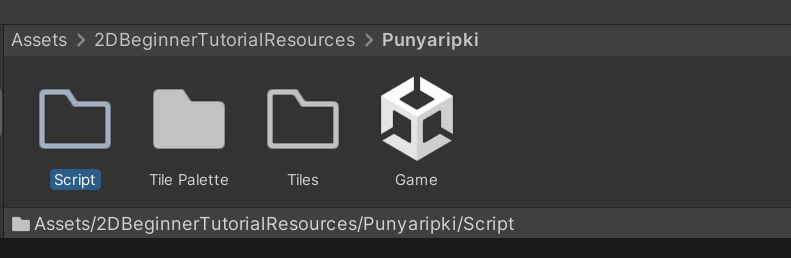 Assets > 2DBeginnerTutorialResources > Punyaripki
Script Tile Palette Tiles Game
Assets/2DBeginnerTutorialResources/Punyaripki/Script